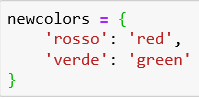 newcolors = {
    'rosso': 'red',
    'verde': 'green'
}